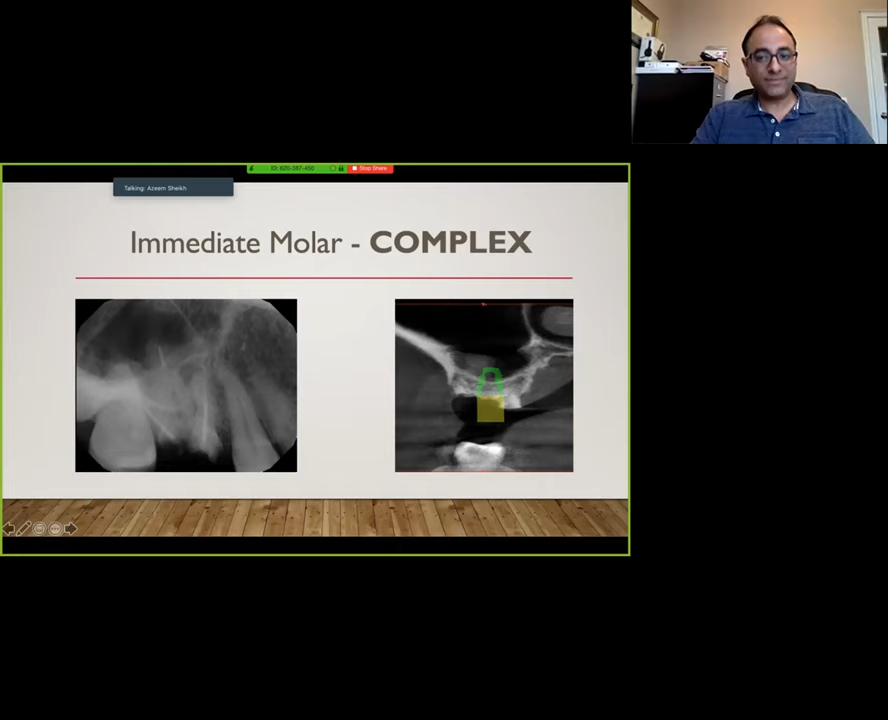 ID: 620-387-450
Stop Share
Talking: Azeem Sheikh
Immediate Molar - COMPLEX